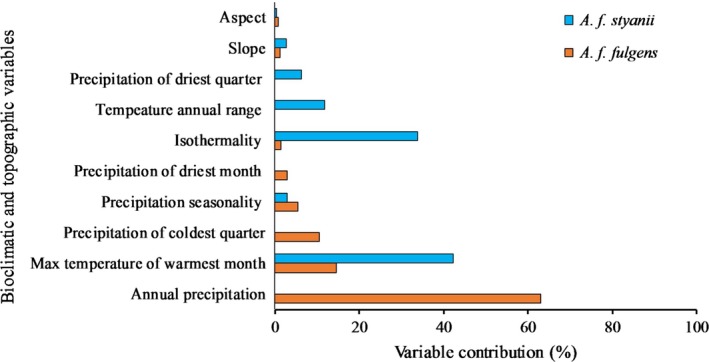 Bioclimatic and topographic variables
Aspect
Slope
Precipitation of driest quarter
Tempeature annual range
Isothermality
Precipitation of driest month
Precipitation seasonality
Precipitation of coldest quarter
Max temperature of warmest month
Annual precipitation
A. f. styanii
A. f. fulgens
0 20 40 60 80 100
Variable contribution (%)